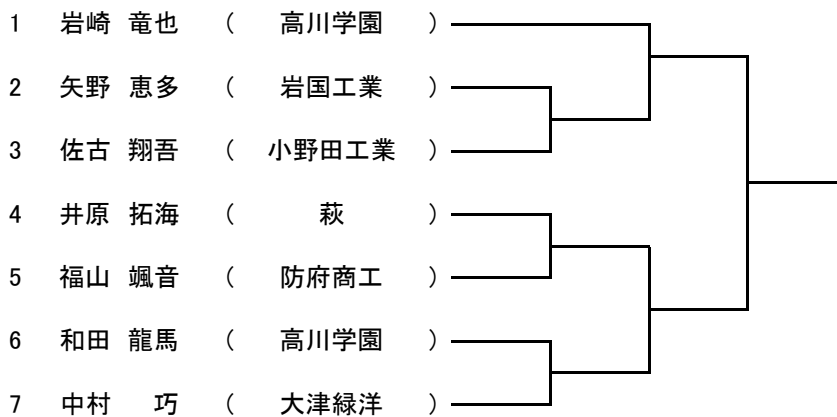 1 岩崎 竜也 ( 高川学園 )
2 矢野 恵多 ( 岩国工業 )
3 佐古 翔吾 ( 小野田工業 )
4 井原 拓海 ( 萩 )
5 福山 颯音 ( 防府商工 )
6 和田 龍馬 ( 高川学園 )
7 中村 巧 ( 大津緑洋 )